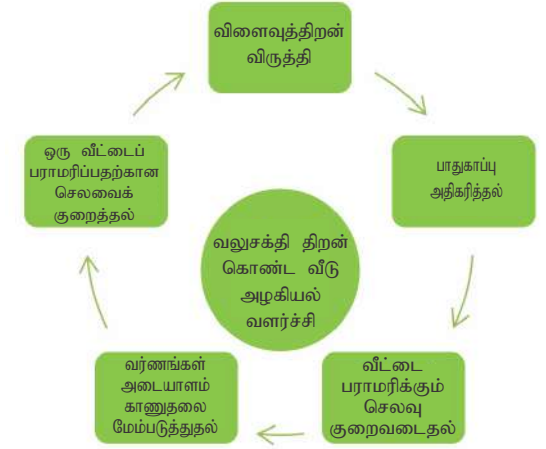 விளைவுத்திறன்
விருத்தி
பாதுகாப்பு
அதிகரித்தல்
வீட்டை
பராமரிக்கும்
செலவு
குறைவடைதல்
வர்ணங்கள்
அடையாளம்
காணுதலை
மேம்படுத்துதல்
ஒரு வீட்டைப்
பராமரிப்பதற்கான
செலவைக்
குறைத்தல்
வலுசக்தி திறன்
கொண்ட வீடு
அழகியல்
வளர்ச்சி